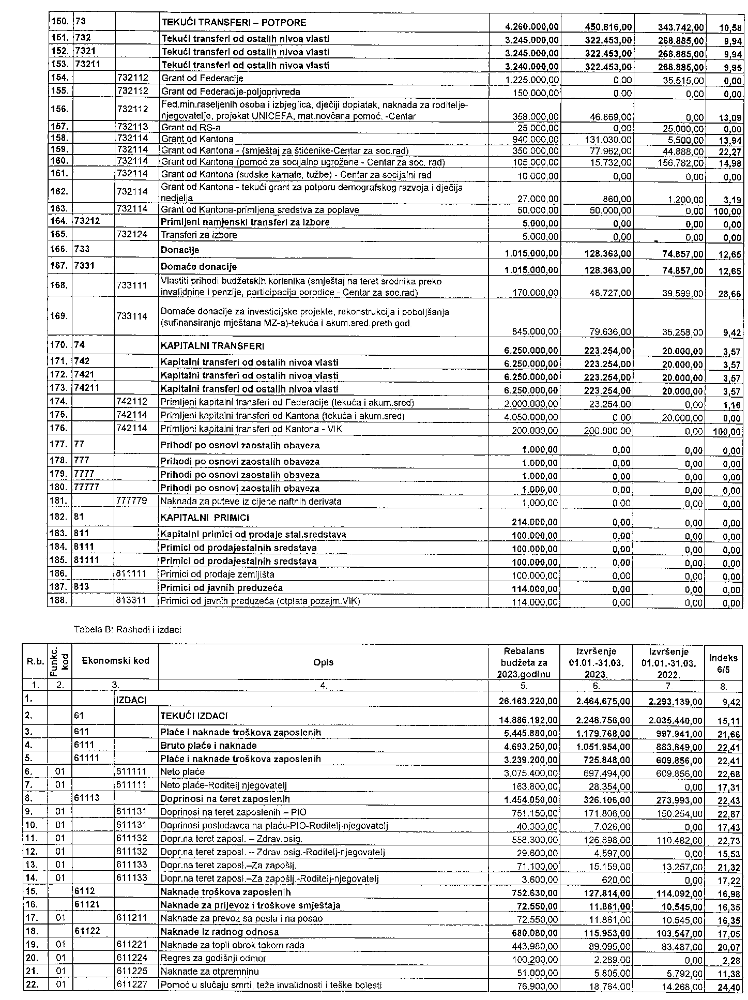 150. 73 TEKUĆI TRANSFERI – POTPORE 4.260.000,00 450.816,00 343.742,00 10,58
151. 732 Tekući transferi od ostalih nivoa vlasti 3.245.000,00 322.453,00 268.885,00 9,94
152. 7321 Tekući transferi od ostalih nivoa vlasti 3.245.000,00 322.453,00 268.885,00 9,94
153. 73211 Tekući transferi od ostalih nivoa vlasti 3.240.000,00 322.453,00 268.885,00 9,95
154. 732112 Grant od Federacije 1.225.000,00 0,00 35.515,00 0,00
155. 732112 Grant od Federacije-poljoprivreda 150.000,00 0,00 0,00 0,00
156. 732112 Fed.min.raseljenih osoba i izbjeglica, dječiji doplatak, naknada za roditelje-
njegovatelje, projekat UNICEFA, mat.novčana pomoć. -Centar 358.000,00 46.869,00 0,00 13,09
157. 732113 Grant od RS-a 25.000,00 0,00 25.000,00 0,00
158. 732114 Grant od Kantona 940.000,00 131.030,00 5.500,00 13,94
159. 732114 Grant od Kantona - (smještaj za štićenike-Centar za soc.rad) 350.000,00 77.962,00 44.888,00 22,27
160. 732114 Grant od Kantona (pomoć za socijalno ugrožene - Centar za soc. rad) 105.000,00 15.732,00 156.782,00 14,98
161. 732114 Grant od Kantona (sudske kamate, tužbe) - Centar za socijalni rad 10.000,00 0,00 0,00 0,00
162. 732114 Grant od Kantona - tekući grant za potporu demografskog razvoja i dječija
nedjelja 27.000,00 860,00 1.200,00 3,19
163. 732114 Grant od Kantona-primljena sredstva za poplave 50.000,00 50.000,00 0,00 100,00
164. 73212 Primljeni namjenski transferi za izbore 5.000,00 0,00 0,00 0,00
165. 732124 Transferi za izbore 5.000,00 0,00 0,00 0,00
166. 733 Donacije 1.015.000,00 128.363,00 74.857,00 12,65
167. 7331 Domaće donacije 1.015.000,00 128.363,00 74.857,00 12,65
168. 733111 Vlastiti prihodi budžetskih korisnika (smještaj na teret srodnika preko
invalidnine i penzije, participacija porodice - Centar za soc.rad) 170.000,00 48.727,00 39.599,00 28,66
169. 733114 Domaće donacije za investicijske projekte, rekonstrukcija i poboljšanja
(sufinansiranje mještana MZ-a)-tekuća i akum.sred.preth.god. 845.000,00 79.636,00 35.258,00 9,42
170. 74 KAPITALNI TRANSFERI 6.250.000,00 223.254,00 20.000,00 3,57
171. 742 Kapitalni transferi od ostalih nivoa vlasti 6.250.000,00 223.254,00 20.000,00 3,57
172. 7421 Kapitalni transferi od ostalih nivoa vlasti 6.250.000,00 223.254,00 20.000,00 3,57
173. 74211 Kapitalni transferi od ostalih nivoa vlasti 6.250.000,00 223.254,00 20.000,00 3,57
174. 742112 Primljeni kapitalni transferi od Federacije (tekuća i akum.sred) 2.000.000,00 23.254,00 0,00 1,16
175. 742114 Primljeni kapitalni transferi od Kantona (tekuća i akum.sred) 4.050.000,00 0,00 20.000,00 0,00
176. 742114 Primljeni kapitalni transferi od Kantona - VIK 200.000,00 200.000,00 0,00 100,00
177. 77 Prihodi po osnovi zaostalih obaveza 1.000,00 0,00 0,00 0,00
178. 777 Prihodi po osnovi zaostalih obaveza 1.000,00 0,00 0,00 0,00
179. 7777 Prihodi po osnovi zaostalih obaveza 1.000,00 0,00 0,00 0,00
180. 77777 Prihodi po osnovi zaostalih obaveza 1.000,00 0,00 0,00 0,00
181. 777779 Naknada za puteve iz cijene naftnih derivata 1.000,00 0,00 0,00 0,00
182. 81 KAPITALNI PRIMICI 214.000,00 0,00 0,00 0,00
183. 811 Kapitalni primici od prodaje stal.sredstava 100.000,00 0,00 0,00 0,00
184. 8111 Primici od prodajestalnih sredstava 100.000,00 0,00 0,00 0,00
185. 81111 Primici od prodajestalnih sredstava 100.000,00 0,00 0,00 0,00
186. 811111 Primici od prodaje zemljišta 100.000,00 0,00 0,00 0,00
187. 813 Primici od javnih preduzeća 114.000,00 0,00 0,00 0,00
188. 813311 Primici od javnih preduzeća (otplata pozajm.VIK) 114.000,00 0,00 0,00 0,00
Tabela B: Rashodi i izdaci
R.b. Funkc. kod Ekonomski kod Opis Rebalans budžeta za 2023.godinu Izvršenje 01.01.-31.03. 2023. Izvršenje 01.01.-31.03. 2022. Indeks 6/5
1. 2. 3. 4. 5. 6. 7. 8.
1. IZDACI 26.163.220,00 2.464.675,00 2.293.139,00 9,42
2. 61 TEKUĆI IZDACI 14.886.192,00 2.248.756,00 2.035.440,00 15,11
3. 611 Plaće i naknade troškova zaposlenih 5.445.880,00 1.179.768,00 997.941,00 21,66
4. 6111 Bruto plaće i naknade 4.693.250,00 1.051.954,00 883.849,00 22,41
5. 61111 Plaće i naknade troškova zaposlenih 3.239.200,00 725.848,00 609.856,00 22,41
6. 01 611111 Neto plaće 3.075.400,00 697.494,00 609.856,00 22,68
7. 01 611111 Neto plaće-Roditelj njegovatelj 163.800,00 28.354,00 0,00 17,31
8. 61113 Doprinosi na teret zaposlenih 1.454.050,00 326.106,00 273.993,00 22,43
9. 01 611131 Doprinosi na teret zaposlenih – PIO 751.150,00 171.806,00 150.254,00 22,87
10. 01 611131 Doprinosi poslodavca na plaću-PIO-Roditelj-njegovatelj 40.300,00 7.026,00 0,00 17,43
11. 01 611132 Dopr.na teret zaposl. – Zdrav.osig. 558.300,00 126.898,00 110.482,00 22,73
12. 01 611132 Dopr.na teret zaposl. – Zdrav.osig.-Roditelj-njegovatelj 29.600,00 4.597,00 0,00 15,53
13. 01 611133 Dopr.na teret zaposl.–Za zapošlj. 71.100,00 15.159,00 13.257,00 21,32
14. 01 611133 Dopr.na teret zaposl.–Za zapošlj.-Roditelj-njegovatelj 3.600,00 620,00 0,00 17,22
15. 6112 Naknade troškova zaposlenih 752.630,00 127.814,00 114.092,00 16,98
16. 61121 Naknade za prijevoz i troškove smještaja 72.550,00 11.861,00 10.545,00 16,35
17. 01 611211 Naknade za prevoz sa posla i na posao 72.550,00 11.861,00 10.545,00 16,35
18. 61122 Naknade iz radnog odnosa 680.080,00 115.953,00 103.547,00 17,05
19. 01 611221 Naknade za topli obrok tokom rada 443.980,00 89.095,00 83.487,00 20,07
20. 01 611224 Regres za godišnji odmor 100.200,00 2.289,00 0,00 2,28
21. 01 611225 Naknade za otpremninu 51.000,00 5.805,00 5.792,00 11,38
22. 01 611227 Pomoć u slučaju smrti, teže invalidnosti i teške bolesti 76.900,00 18.764,00 14.268,00 24,40